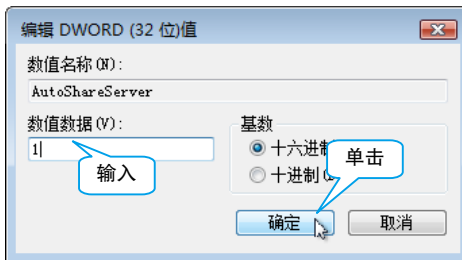 编辑 DWORD (32 位)值
数值名称(N):
AutoShareServer
数值数据(V):
1
基数
十六进制
十进制(
输入
单击
确定
取消